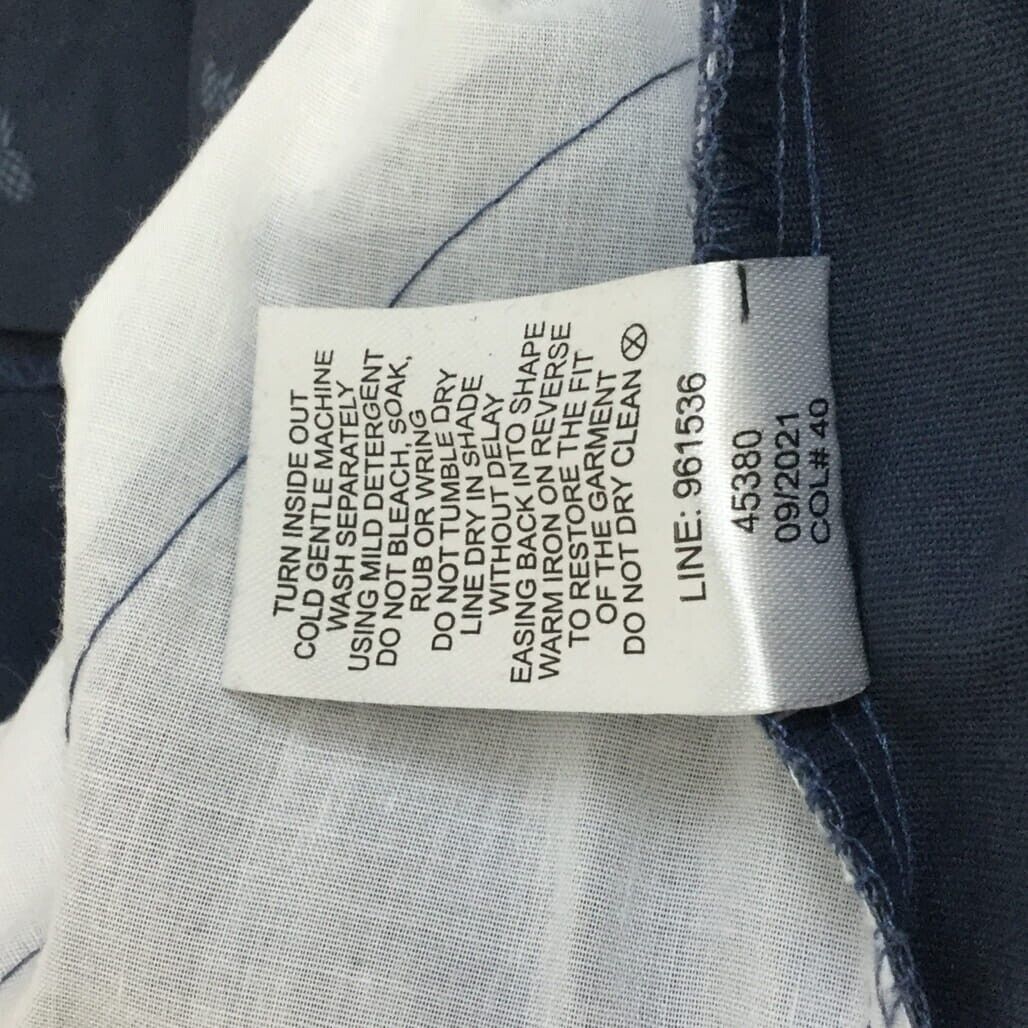 TURN INSIDE OUT
COLD GENTLE MACHINE
WASH SEPARATELY
USING MILD DETERGENT
DO NOT BLEACH, SOAK,
RUB OR WRING
DO NOT TUMBLE DRY
LINE DRY IN SHADE
WITHOUT DELAY
EASING BACK INTO SHAPE
WARM IRON ON REVERSE
TO RESTORE THE FIT
OF THE GARMENT
DO NOT DRY CLEAN
LINE: 961536
45380
09/2021
COL# 40